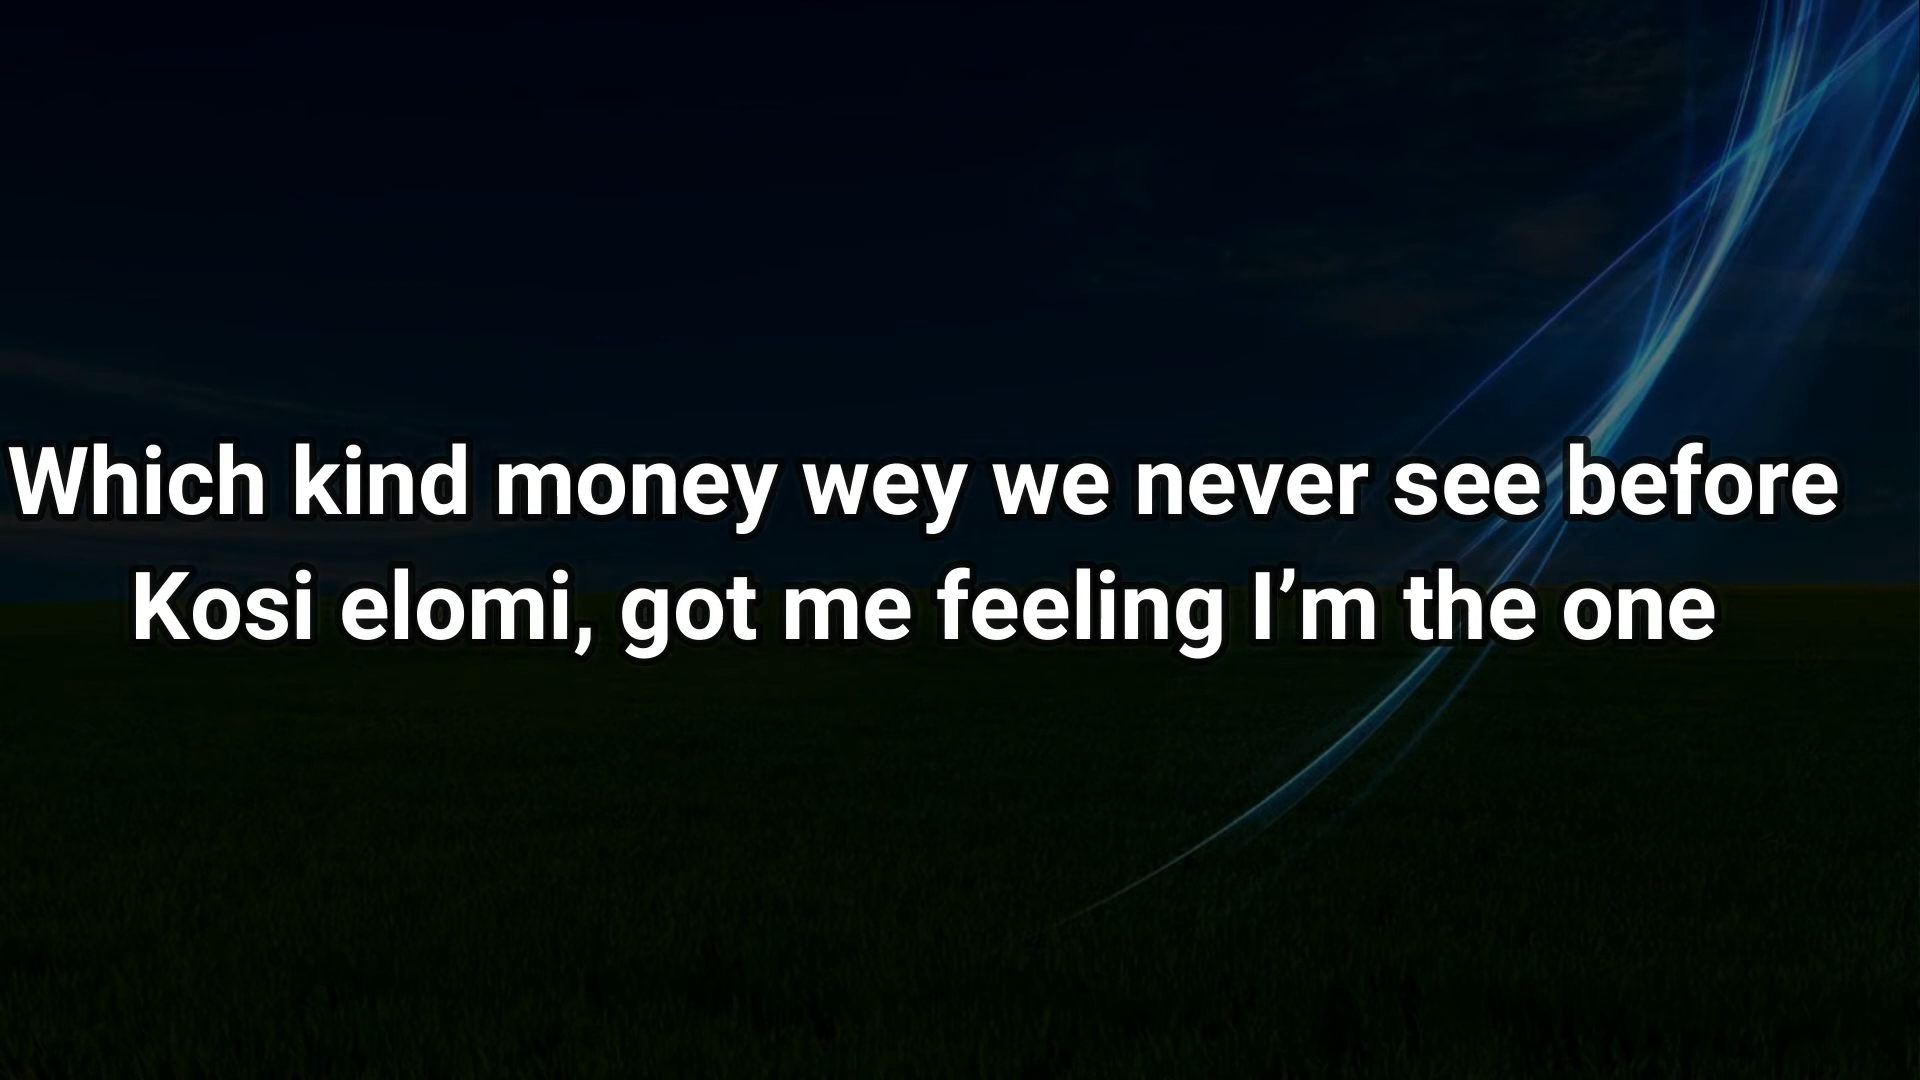 Which kind money wey we never see before
Kosi elomi, got me feeling I’m the one